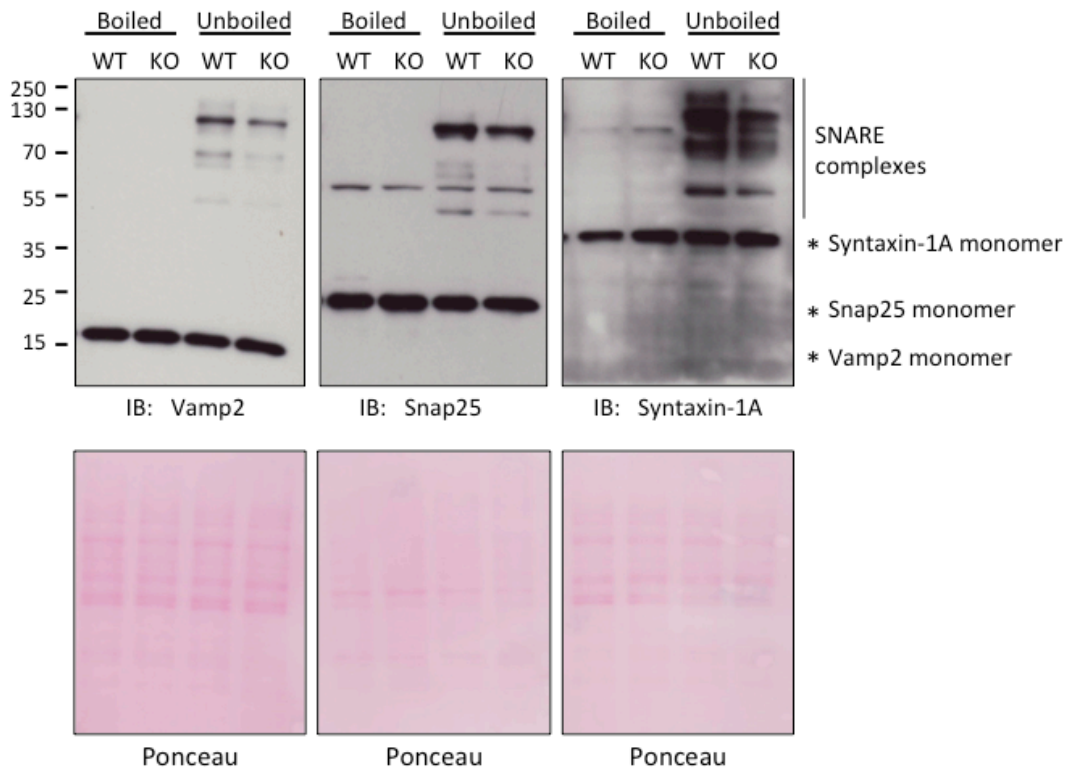 Boiled Unboiled Boiled Unboiled Boiled Unboiled
WT KO WT KO WT KO WT KO WT KO WT KO
250
130
70
55
35
25
15
SNARE
complexes
* Syntaxin-1A monomer
* Snap25 monomer
* Vamp2 monomer
IB: Vamp2 IB: Snap25 IB: Syntaxin-1A
Ponceau Ponceau Ponceau